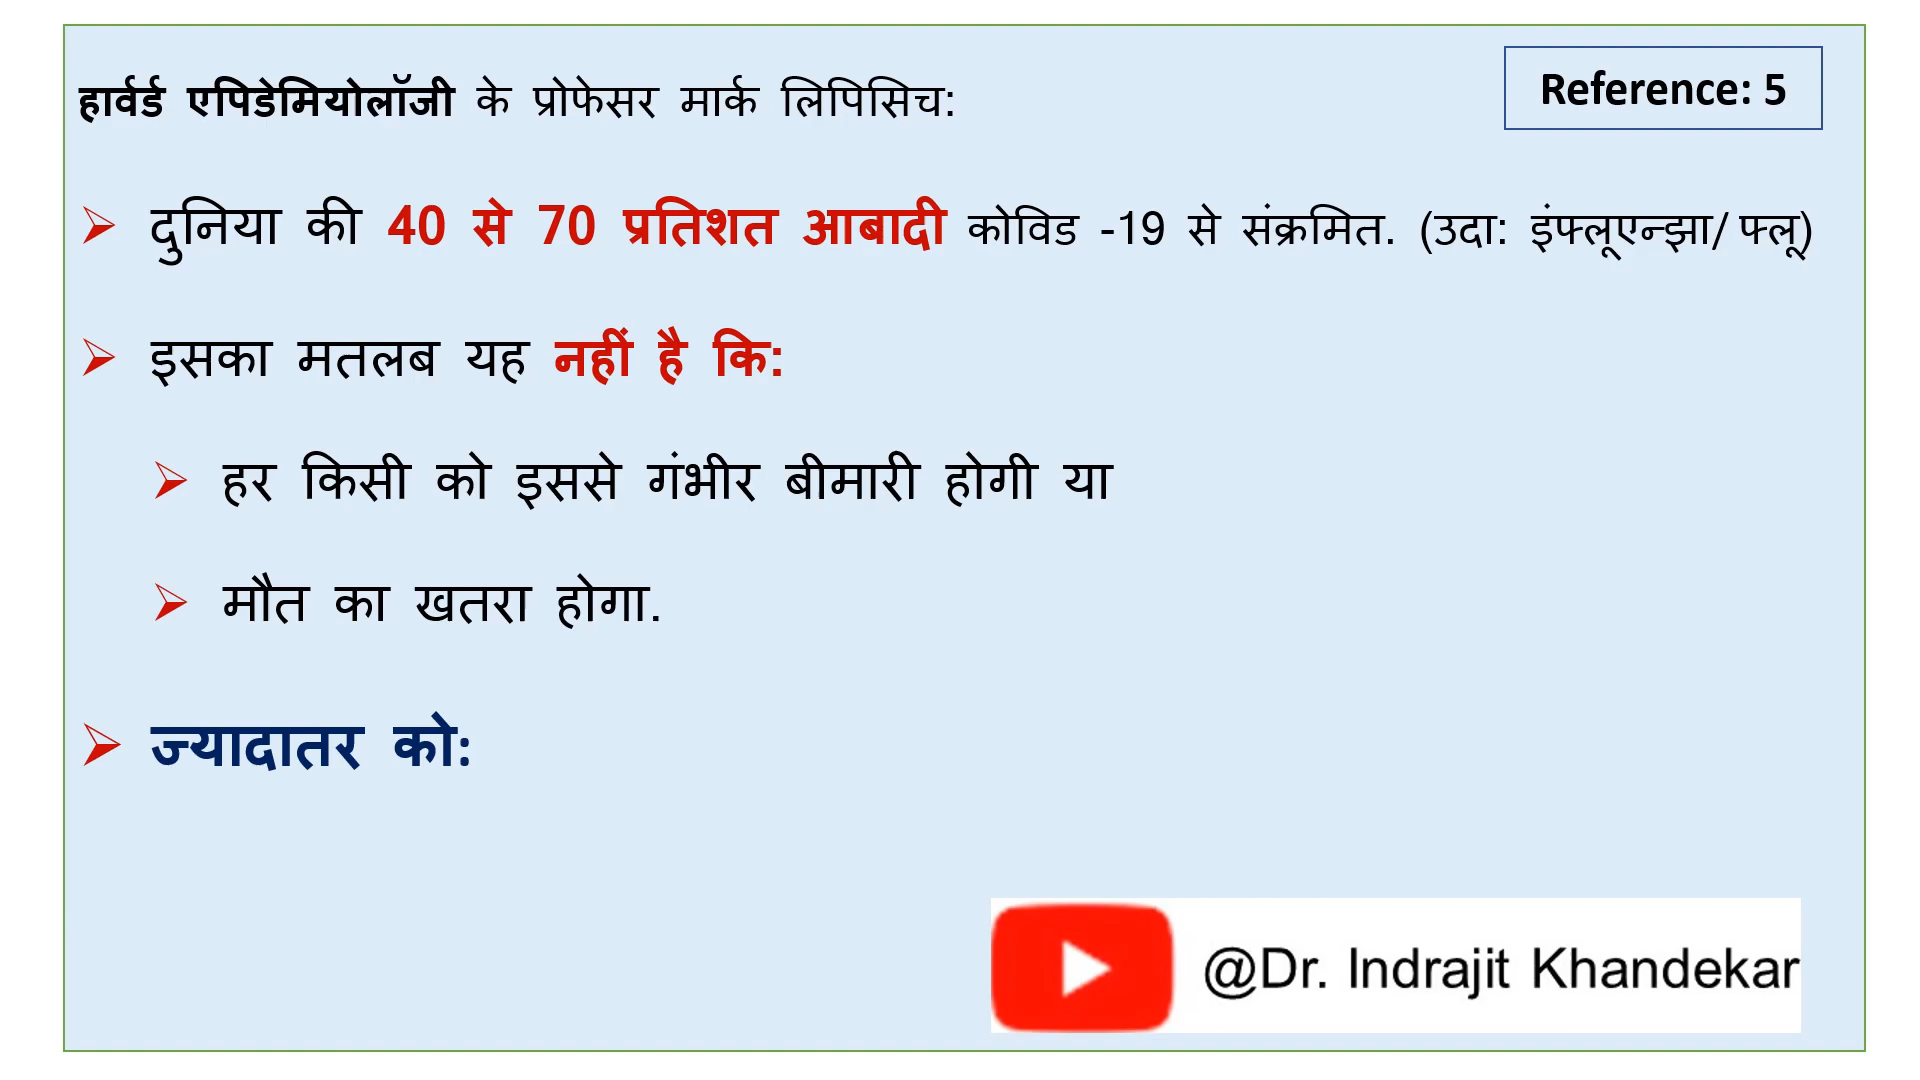 हार्वर्ड एपिडेमियोलॉजी के प्रोफेसर मार्क लिपिसिच:
Reference: 5
दुनिया की 40 से 70 प्रतिशत आबादी कोविड -19 से संक्रमित. (उदा: इंफ्लूएन्झा/ फ्लू)
इसका मतलब यह नहीं है कि:
हर किसी को इससे गंभीर बीमारी होगी या
मौत का खतरा होगा.
ज्यादातर को:
@Dr. Indrajit Khandekar